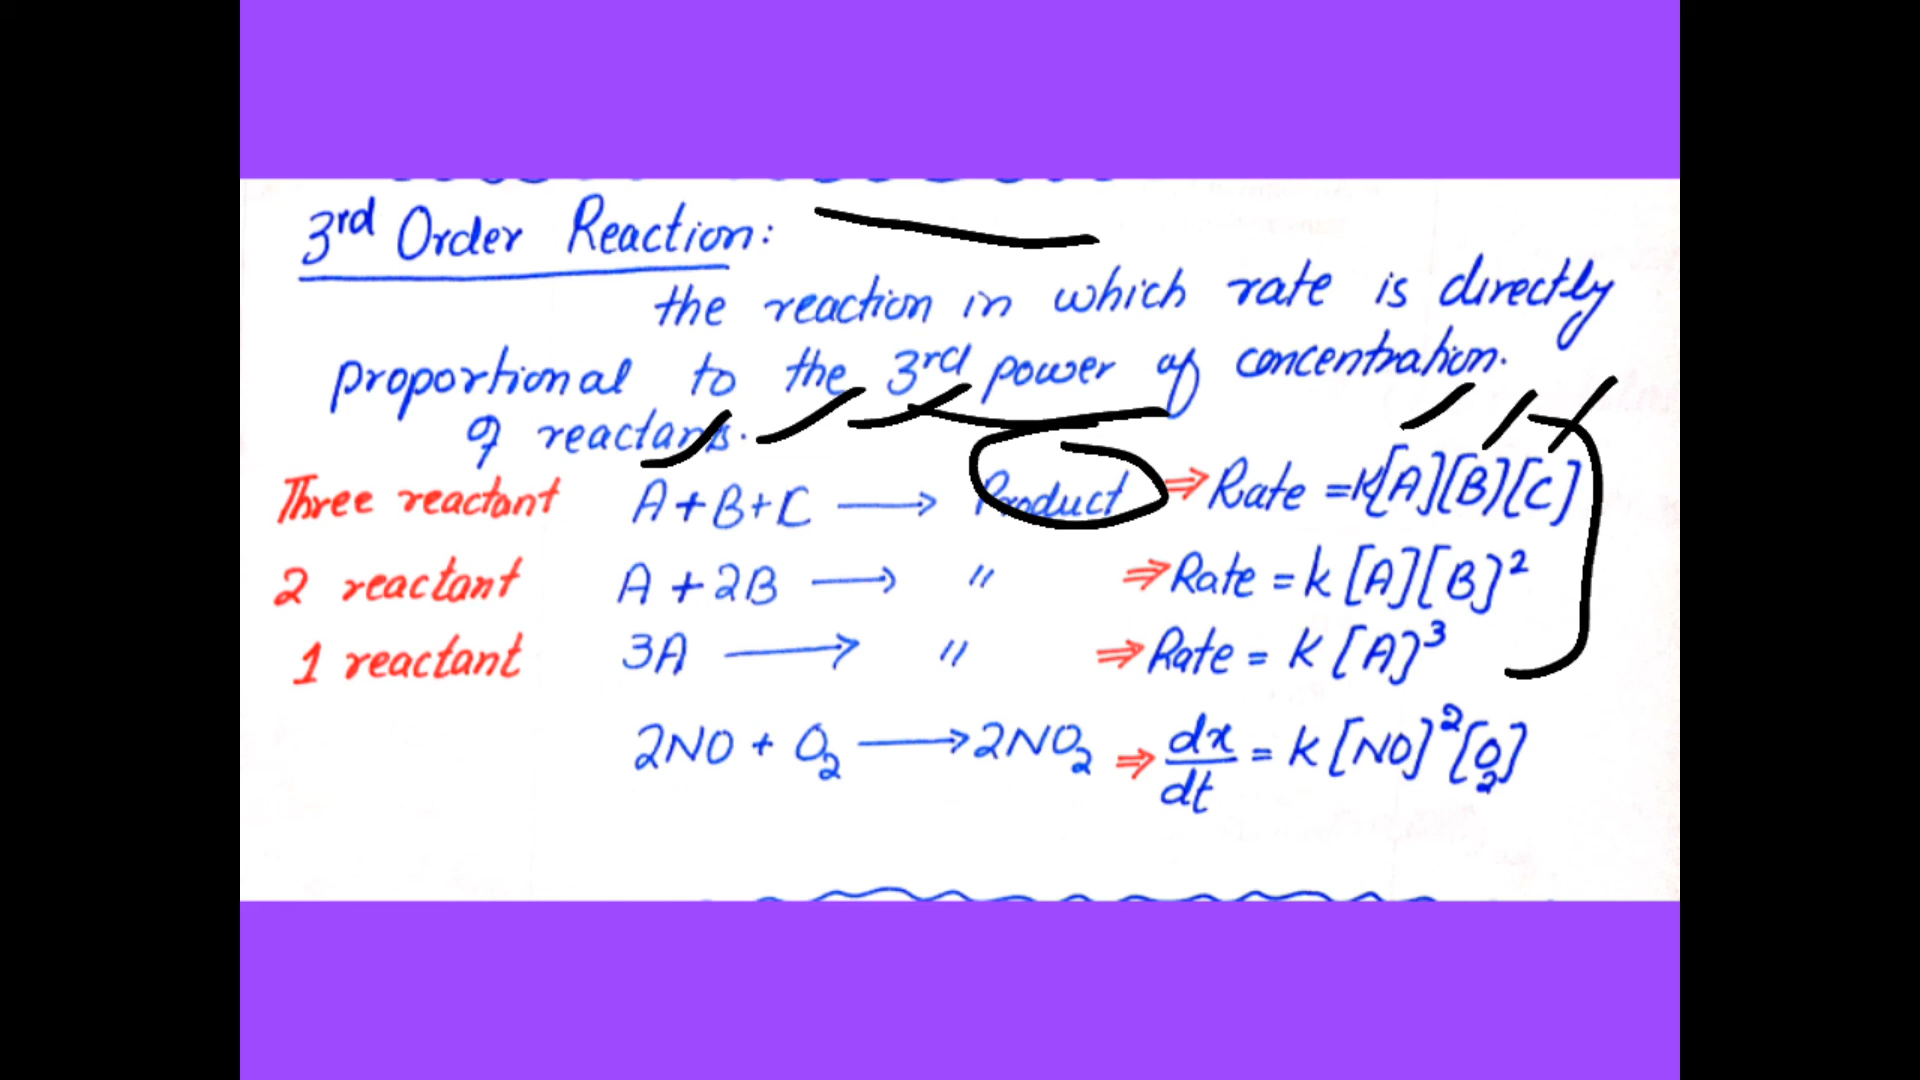 3rd Order Reaction:
the reaction in which rate is directly
proportional to the 3rd power of concentration.
of reactants.
Three reactant A+B+C ⟶ Product ⇒ Rate = K[A][B][C]
2 reactant A + 2B ⟶ " ⇒ Rate = k [A][B]²
1 reactant 3A ⟶ " ⇒ Rate = K [A]³
2NO + O₂ ⟶ 2NO₂ ⇒ dx/dt = K [NO]² [O₂]